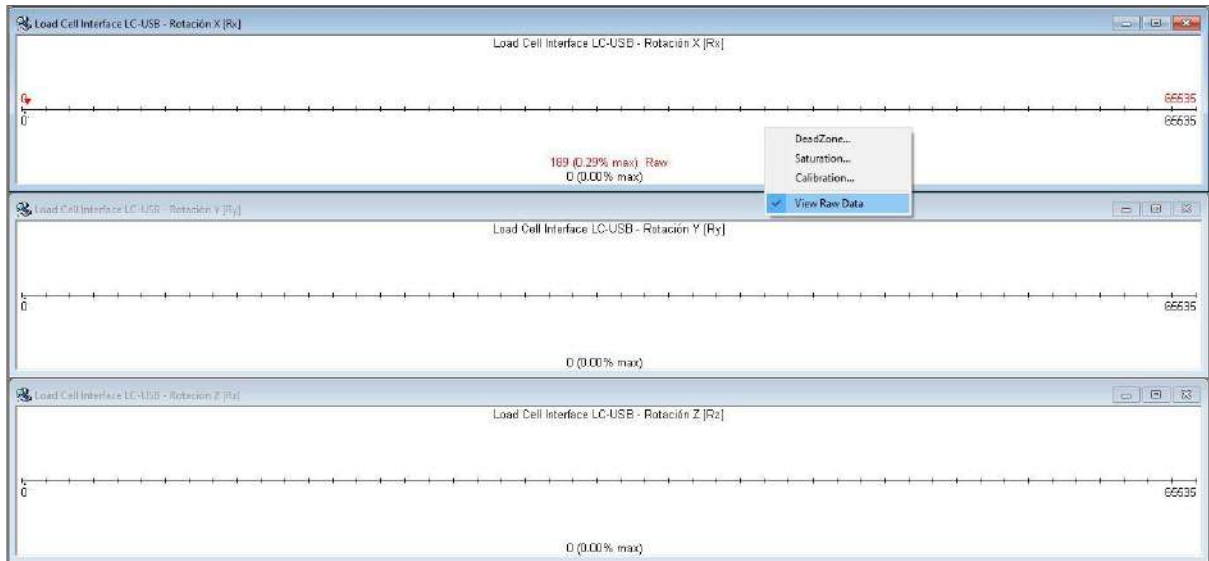 Load Cell Interface LC-USB - Rotación X [Rx]
Load Cell Interface LC-USB - Rotación X [Rx]
0 65535
0 65535
189 (0.29% max) Raw
0 (0.00% max)
DeadZone...
Saturation...
Calibration...
View Raw Data
Load Cell Interface LC-USB - Rotación Y [Ry]
Load Cell Interface LC-USB - Rotación Y [Ry]
0 65535
0 (0.00% max)
Load Cell Interface LC-USB - Rotación Z [Rz]
Load Cell Interface LC-USB - Rotación Z [Rz]
0 65535
0 (0.00% max)